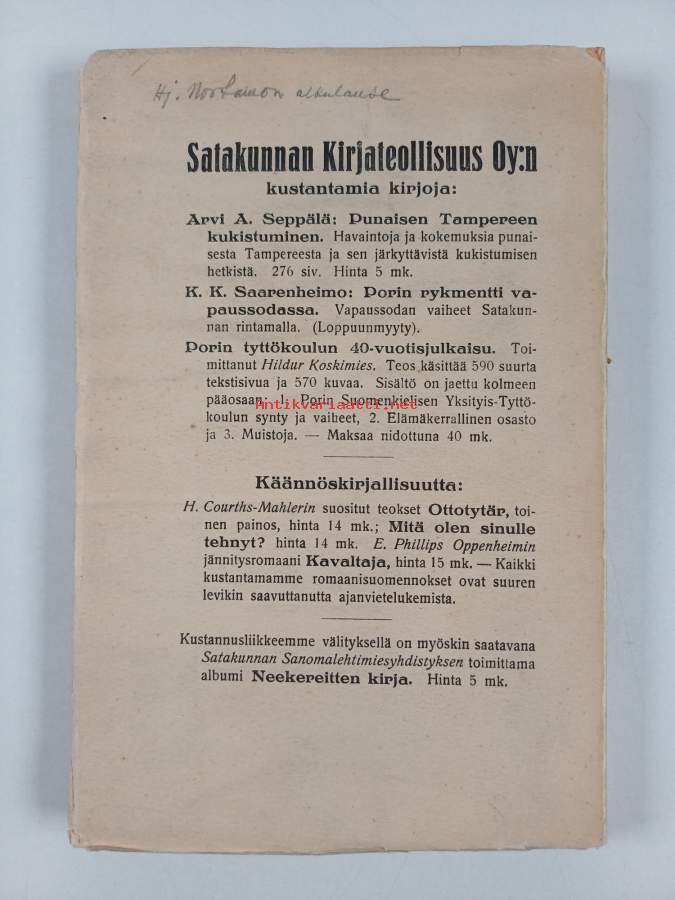 Hj. Nortamon alkulause
Satakunnan Kirjateollisuus Oy:n
kustantamia kirjoja:
Arvi A. Seppälä: Punaisen Tampereen
kukistuminen. Havaintoja ja kokemuksia punai-
sesta Tampereesta ja sen järkyttävistä kukistumisen
hetkistä. 276 siv. Hinta 5 mk.
K. K. Saarenheimo: Porin rykmentti va-
paussodassa. Vapaussodan vaiheet Satakun-
nan rintamalla. (Loppuunmyyty).
Porin tyttökoulun 40-vuotisjulkaisu. Toi-
mittanut Hildur Koskimies. Teos käsittää 590 suurta
tekstisivua ja 570 kuvaa. Sisältö on jaettu kolmeen
pääosaan: 1. Porin Suomenkielisen Yksityis-Tyttö-
Antikvariaatti.net
koulun synty ja vaiheet, 2. Elämäkerrallinen osasto
ja 3. Muistoja. — Maksaa nidottuna 40 mk.
Käännöskirjallisuutta:
H. Courths-Mahlerin suositut teokset Ottotytär, toi-
nen painos, hinta 14 mk.; Mitä olen sinulle
tehnyt? hinta 14 mk. E. Phillips Oppenheimin
jännitysromaani Kavaltaja, hinta 15 mk. — Kaikki
kustantamamme romaanisuomennokset ovat suuren
levikin saavuttanutta ajanvietelukemista.
Kustannusliikkeemme välityksellä on myöskin saatavana
Satakunnan Sanomalehtimiesyhdistyksen toimittama
albumi Neekereitten kirja. Hinta 5 mk.